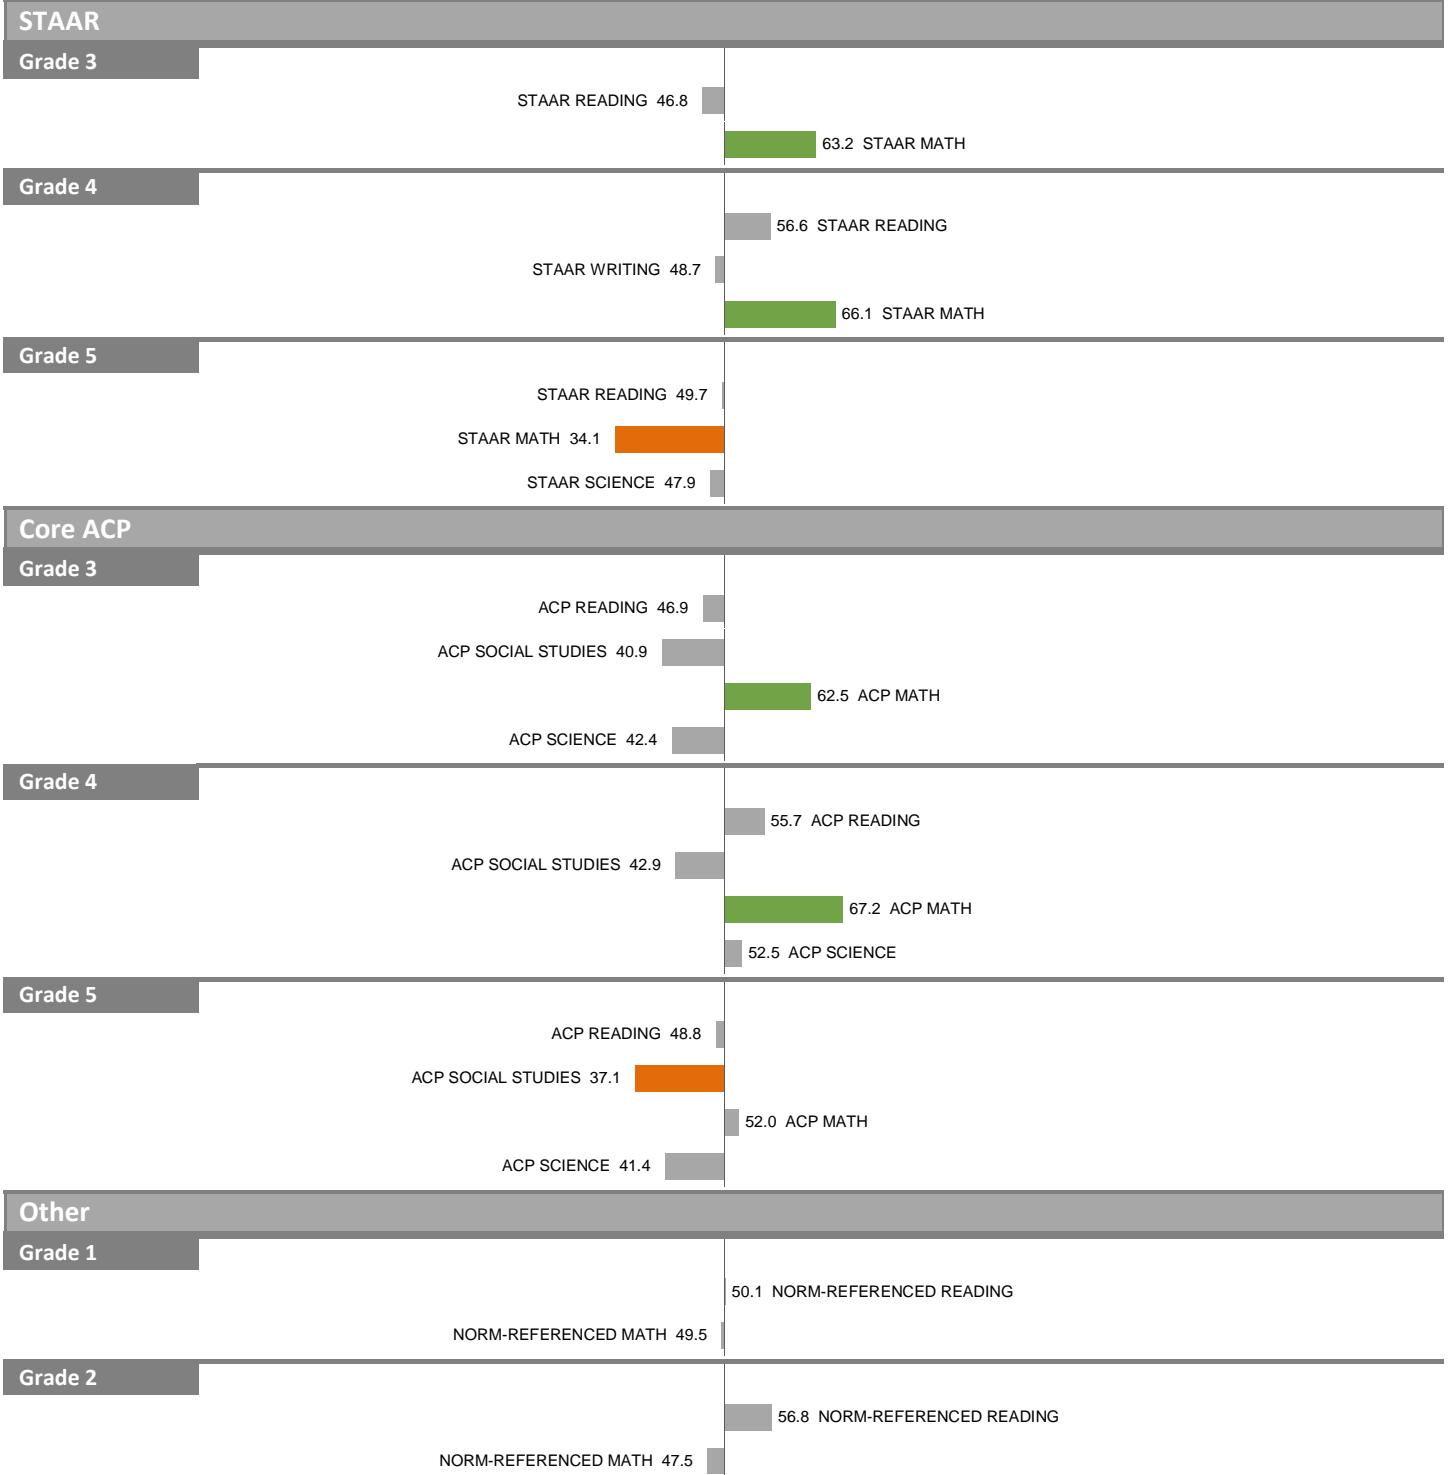 STAAR
Grade 3
STAAR READING 46.8
63.2 STAAR MATH
Grade 4
56.6 STAAR READING
STAAR WRITING 48.7
66.1 STAAR MATH
Grade 5
STAAR READING 49.7
STAAR MATH 34.1
STAAR SCIENCE 47.9
Core ACP
Grade 3
ACP READING 46.9
ACP SOCIAL STUDIES 40.9
62.5 ACP MATH
ACP SCIENCE 42.4
Grade 4
55.7 ACP READING
ACP SOCIAL STUDIES 42.9
67.2 ACP MATH
52.5 ACP SCIENCE
Grade 5
ACP READING 48.8
ACP SOCIAL STUDIES 37.1
52.0 ACP MATH
ACP SCIENCE 41.4
Other
Grade 1
50.1 NORM-REFERENCED READING
NORM-REFERENCED MATH 49.5
Grade 2
56.8 NORM-REFERENCED READING
NORM-REFERENCED MATH 47.5